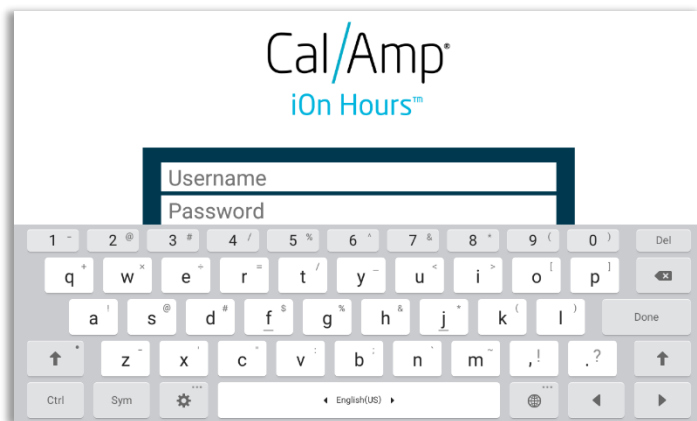 Cal/Amp®
iOn Hours™
Username
Password
1 ~ 2 @ 3 # 4 / 5 % 6 ^ 7 & 8 * 9 ( 0 ) Del
q + w × e ÷ r = t / y _ u < i > o [ p ]
a ! s @ d # f $ g % h & j * k ( l ) Done
z x ' c " v : b ; n ` m , ! . ?
Ctrl Sym English(US)